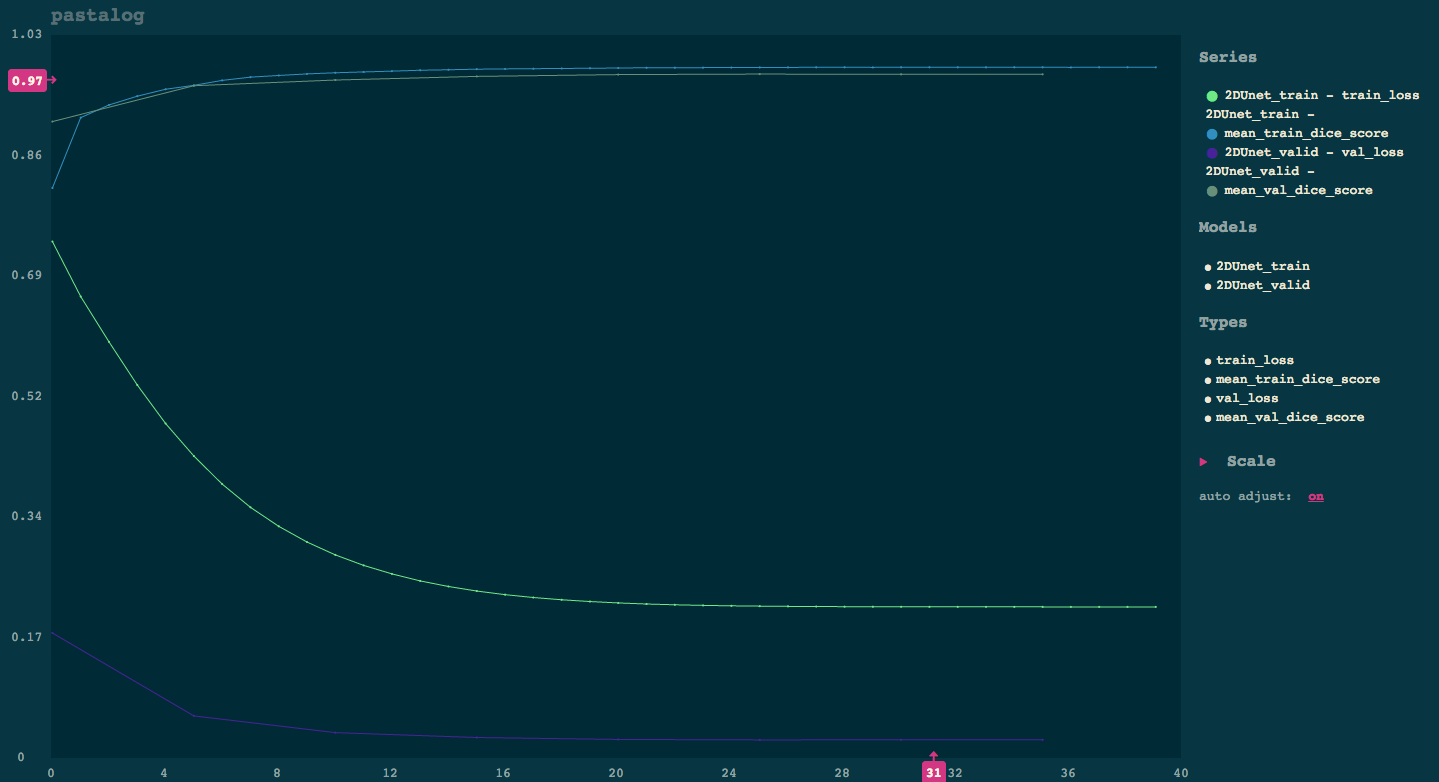 pastalog
1.03
0.97
0.86
0.69
0.52
0.34
0.17
0
0 4 8 12 16 20 24 28 31 32 36 40
Series
2DUnet_train - train_loss
2DUnet_train -
mean_train_dice_score
2DUnet_valid - val_loss
2DUnet_valid -
mean_val_dice_score
Models
2DUnet_train
2DUnet_valid
Types
train_loss
mean_train_dice_score
val_loss
mean_val_dice_score
Scale
auto adjust: on